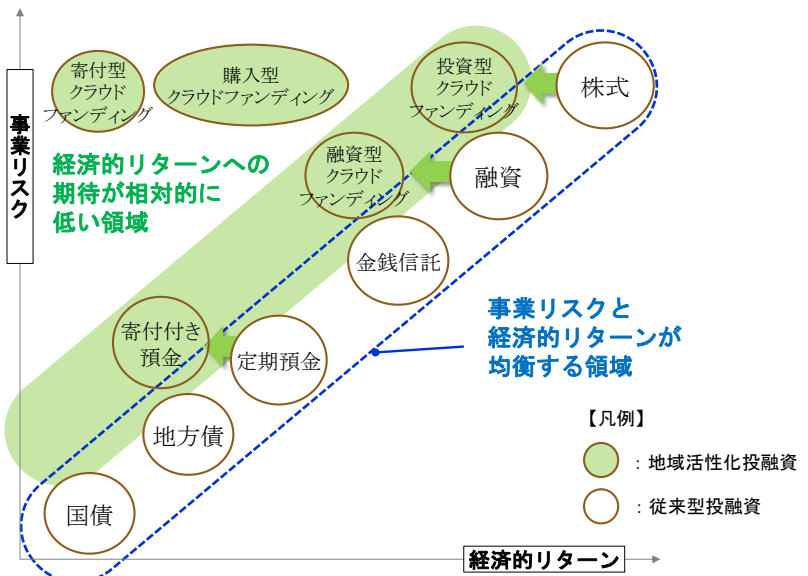 寄付型
クラウド
ファンディング
購入型
クラウドファンディング
投資型
クラウド
ファンディング
株式
事業リスク
経済的リターンへの
期待が相対的に
低い領域
融資型
クラウド
ファンディング
融資
金銭信託
寄付付き
預金
定期預金
事業リスクと
経済的リターンが
均衡する領域
地方債
国債
【凡例】
：地域活性化投融資
：従来型投融資
経済的リターン